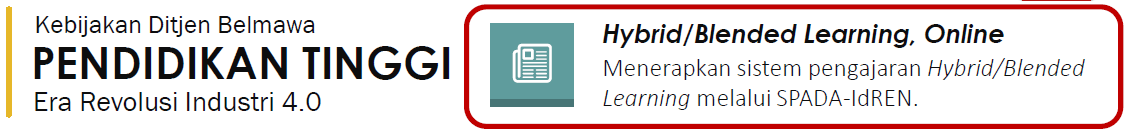 Kebijakan Ditjen Belmawa
PENDIDIKAN TINGGI
Era Revolusi Industri 4.0
Hybrid/Blended Learning, Online
Menerapkan sistem pengajaran Hybrid/Blended
Learning melalui SPADA-IdREN.